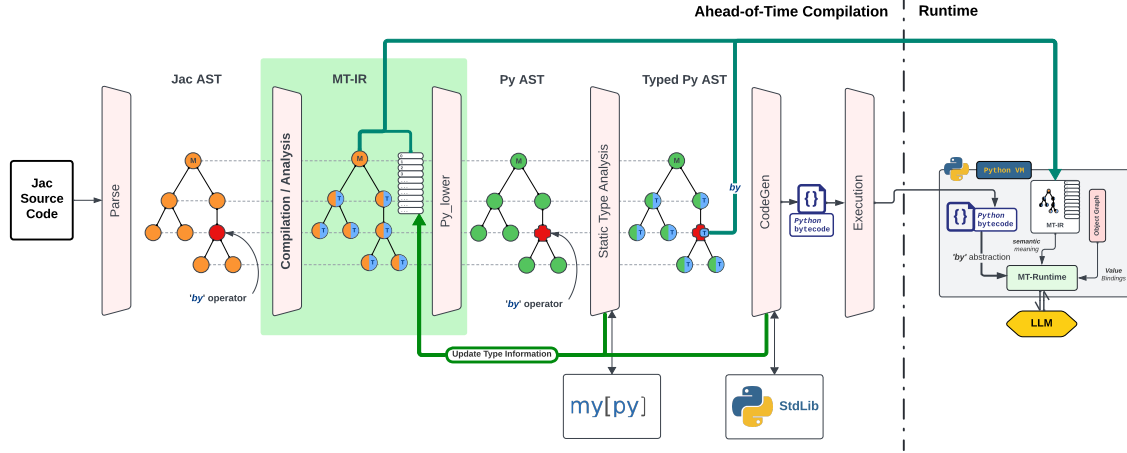 Ahead-of-Time Compilation
Runtime
Jac AST
MT-IR
Py AST
Typed Py AST
Jac
Source
Code
Parse
M
'by' operator
Compilation / Analysis
M
T
T
T
T
T
T
T
Py_lower
M
'by' operator
Static Type Analysis
M
T
T
T
T
T
T
T
by
CodeGen
Python
bytecode
Execution
Update Type Information
my[py]
StdLib
Python VM
{}
Python
bytecode
MT-IR
Object Graph
semantic
meaning
'by' abstraction
MT-Runtime
Value
Bindings
LLM